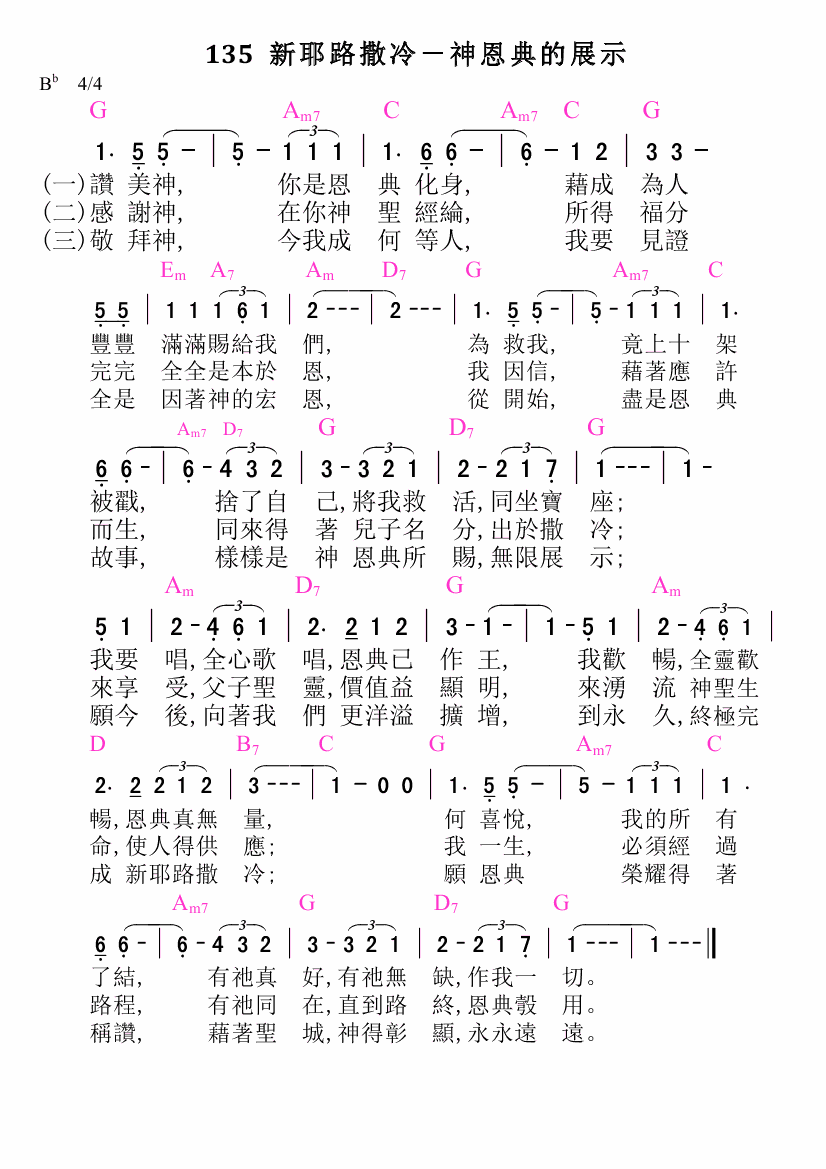 135 新耶路撒冷－神恩典的展示
B♭ 4/4
G Am7 C Am7 C G
1. 5 5 － | 5 － 1 1 1 | 1. 6 6 － | 6 － 1 2 | 3 3 －
(一)讚 美神, 你是恩 典 化身, 藉成 為人
(二)感 謝神, 在你神 聖 經綸, 所得 福分
(三)敬 拜神, 今我成 何 等人, 我要 見證
Em A7 Am D7 G Am7 C
5 5 | 1 1 1 6 1 | 2 - - - | 2 - - - | 1. 5 5 - | 5 - 1 1 1 | 1.
豐豐 滿滿賜給我 們, 為 救我, 竟上十 架
完完 全全是本於 恩, 我 因信, 藉著應 許
全是 因著神的宏 恩, 從 開始, 盡是恩 典
Am7 D7 G D7 G
6 6 - | 6 - 4 3 2 | 3 - 3 2 1 | 2 - 2 1 7 | 1 - - - | 1 -
被戳, 捨了自 己,將我救 活,同坐寶 座;
而生, 同來得 著 兒子名 分,出於撒 冷;
故事, 樣樣是 神 恩典所 賜,無限展 示;
Am D7 G Am
5 1 | 2 - 4 6 1 | 2. 2 1 2 | 3 - 1 - | 1 - 5 1 | 2 - 4 6 1 |
我要 唱,全心歌 唱,恩典已 作 王, 我歡 暢,全靈歡
來享 受,父子聖 靈,價值益 顯 明, 來湧 流 神聖生
願今 後,向著我 們 更洋溢 擴 增, 到永 久,終極完
D B7 C G Am7 C
2. 2 2 1 2 | 3 - - - | 1 － 0 0 | 1. 5 5 － | 5 － 1 1 1 | 1 .
暢,恩典真無 量, 何 喜悅, 我的所 有
命,使人得供 應; 我 一生, 必須經 過
成 新耶路撒 冷; 願 恩典 榮耀得 著
Am7 G D7 G
6 6 - | 6 - 4 3 2 | 3 - 3 2 1 | 2 - 2 1 7 | 1 - - - | 1 - - - ||
了結, 有祂真 好,有祂無 缺,作我一 切。
路程, 有祂同 在,直到路 終,恩典彀 用。
稱讚, 藉著聖 城,神得彰 顯,永永遠 遠。